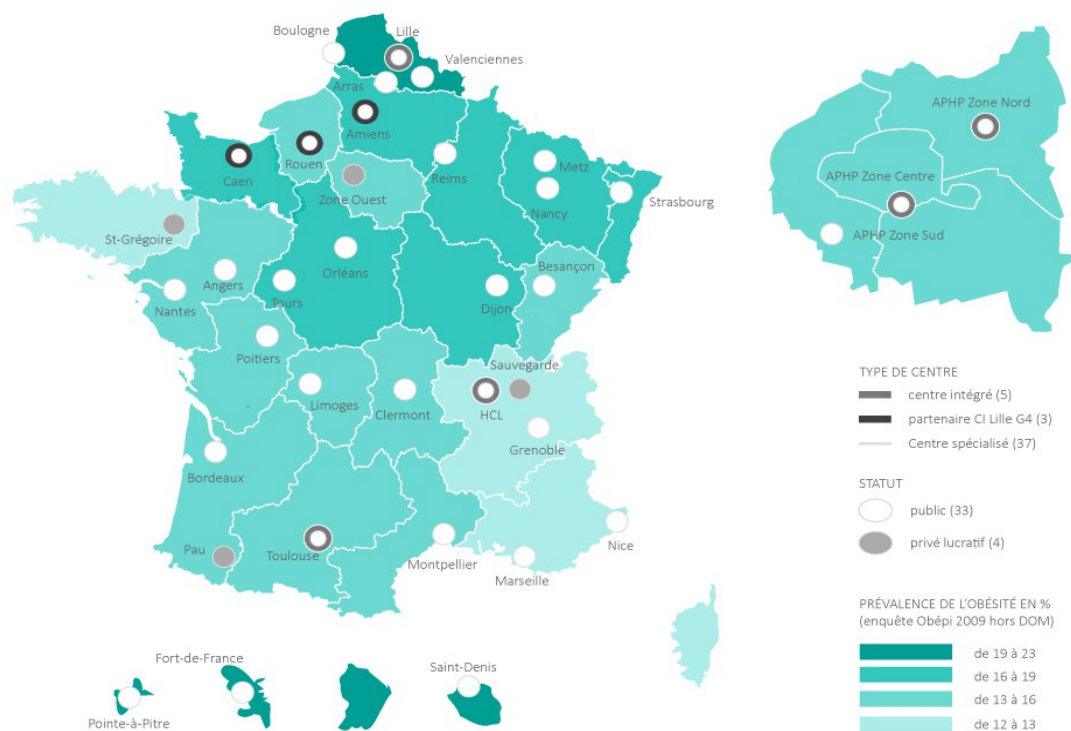 Boulogne
Lille
Valenciennes
Arras
Amiens
Rouen
Caen
Zone Ouest
Reims
Metz
Nancy
Strasbourg
St-Grégoire
Orléans
Angers
Nantes
Tours
Dijon
Besançon
Poitiers
Limoges
Clermont
Sauvegarde
HCL
Grenoble
Bordeaux
Pau
Toulouse
Montpellier
Marseille
Nice
Fort-de-France
Pointe-à-Pitre
Saint-Denis
APHP Zone Nord
APHP Zone Centre
APHP Zone Sud
TYPE DE CENTRE
centre intégré (5)
partenaire CI Lille G4 (3)
Centre spécialisé (37)
STATUT
public (33)
privé lucratif (4)
PRÉVALENCE DE L'OBÉSITÉ EN %
(enquête Obépi 2009 hors DOM)
de 19 à 23
de 16 à 19
de 13 à 16
de 12 à 13